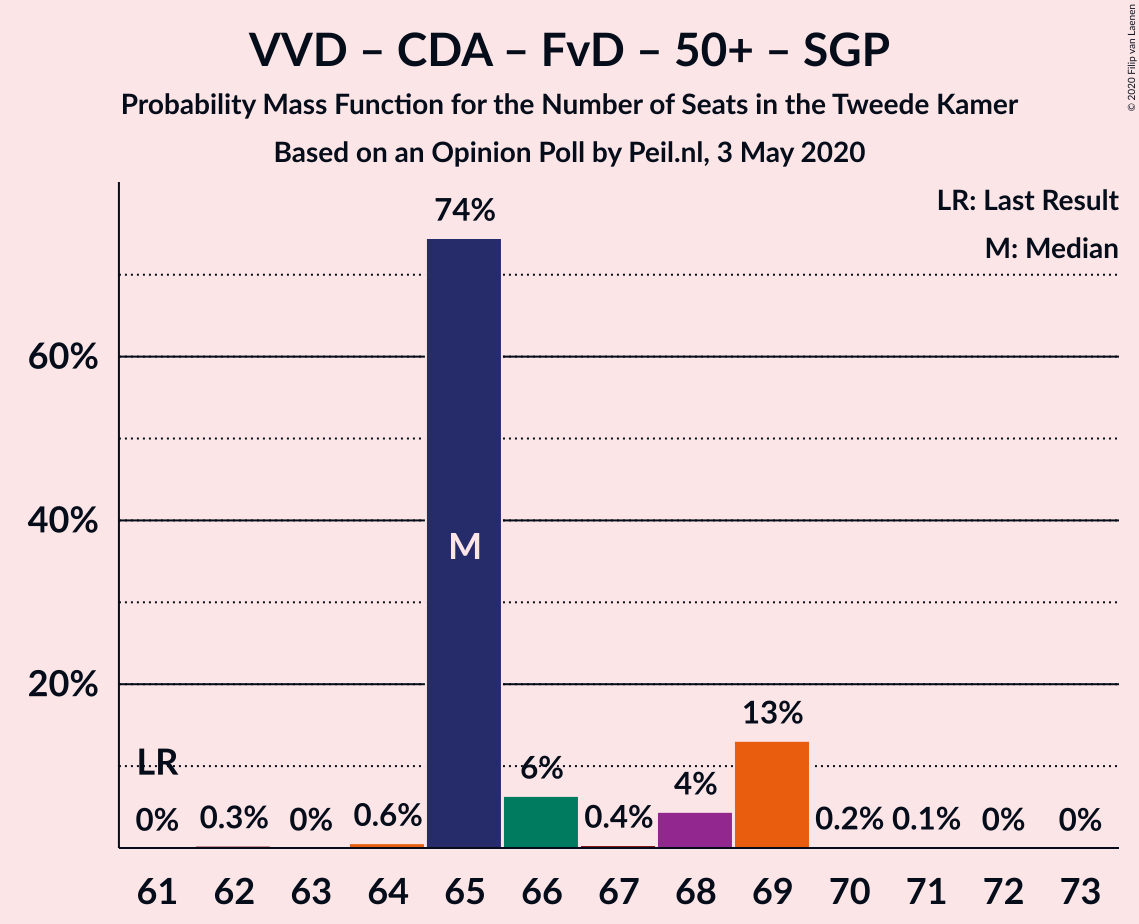 VVD – CDA – FvD – 50+ – SGP
Probability Mass Function for the Number of Seats in the Tweede Kamer
Based on an Opinion Poll by Peil.nl, 3 May 2020
© 2020 Filip van Laenen
LR: Last Result
M: Median
74%
60%
40%
M
20%
13%
LR
6%
4%
0% 0.3% 0% 0.6% 0.4% 0.2% 0.1% 0% 0%
61 62 63 64 65 66 67 68 69 70 71 72 73